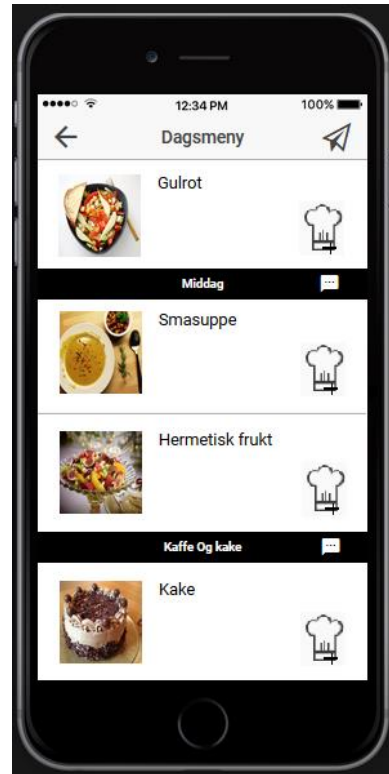 12:34 PM
100%
Dagsmeny
Gulrot
Middag
Smasuppe
Hermetisk frukt
Kaffe Og kake
Kake